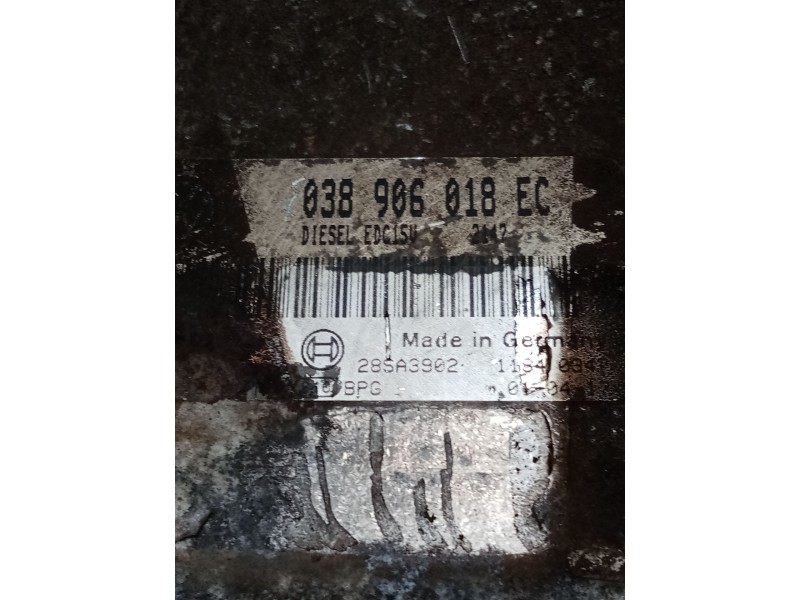 038 906 018 EC
DIESEL EDC15V
Made in Germany
28SA3902
BPG